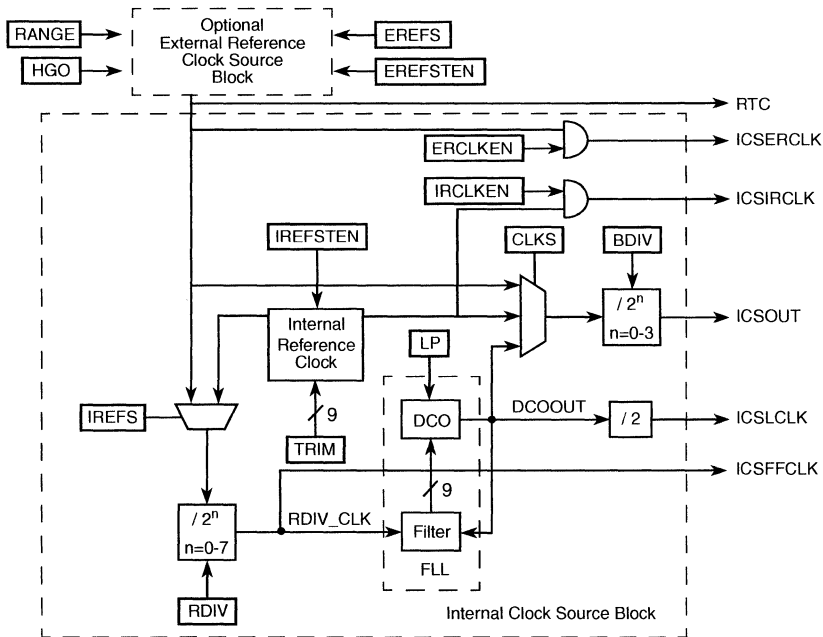 Optional
External Reference
Clock Source
Block
RANGE
HGO
EREFS
EREFSTEN
RTC
ERCLKEN
ICSERCLK
IRCLKEN
ICSIRCLK
IREFSTEN
CLKS
BDIV
Internal
Reference
Clock
/ 2ⁿ
n=0-3
ICSOUT
LP
IREFS
9
TRIM
DCO
DCOOUT
/ 2
ICSLCLK
ICSFFCLK
9
/ 2ⁿ
n=0-7
RDIV_CLK
Filter
FLL
RDIV
Internal Clock Source Block